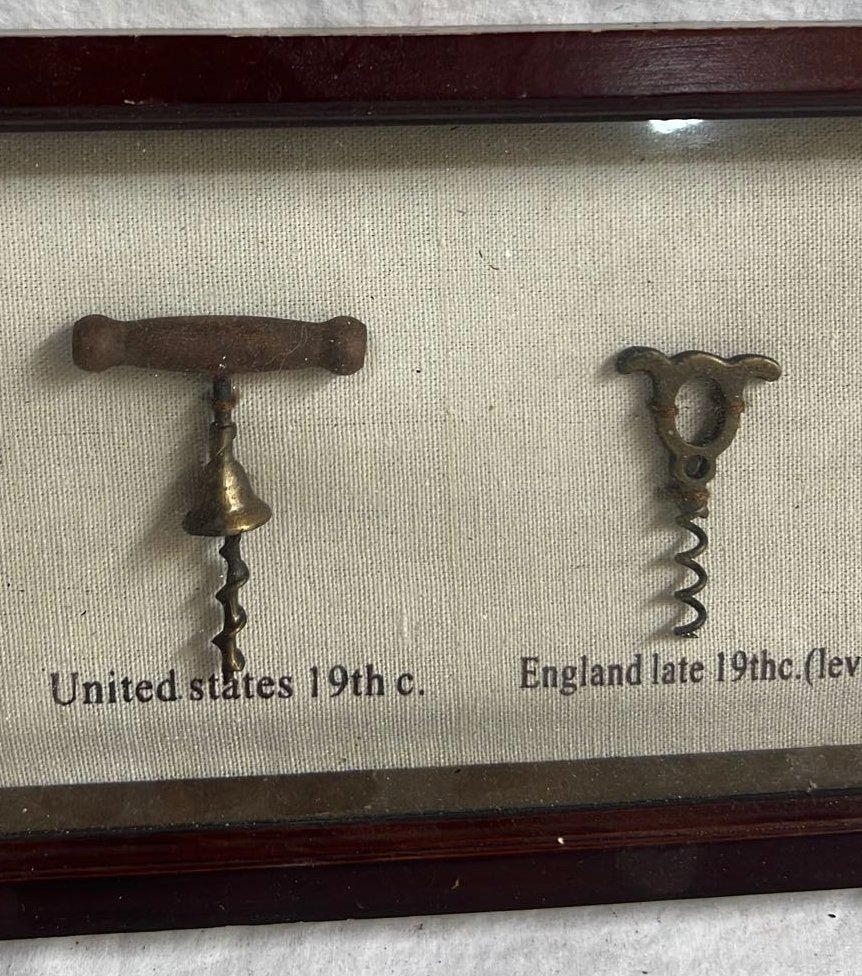 United states 19th c.
England late 19thc.(lev